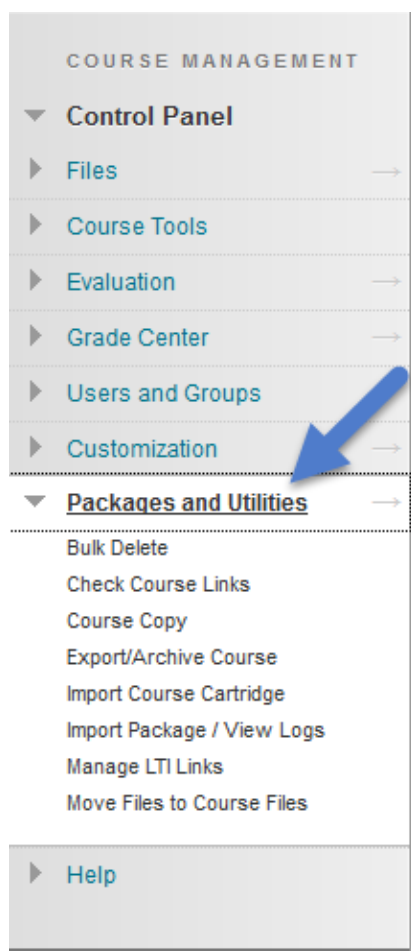 COURSE MANAGEMENT
Control Panel
Files
Course Tools
Evaluation
Grade Center
Users and Groups
Customization
Packages and Utilities
Bulk Delete
Check Course Links
Course Copy
Export/Archive Course
Import Course Cartridge
Import Package / View Logs
Manage LTI Links
Move Files to Course Files
Help